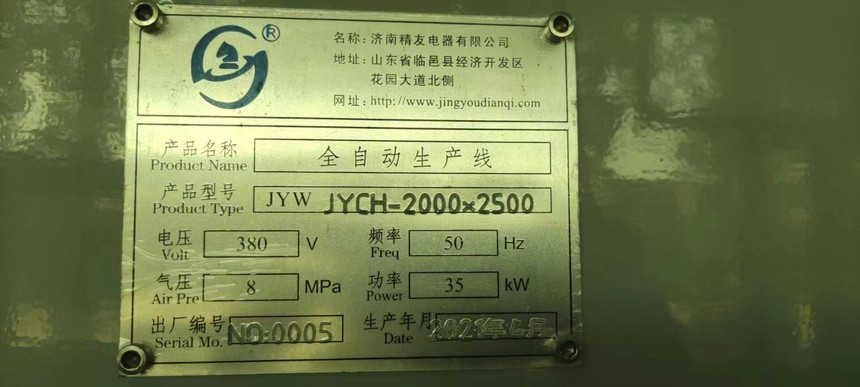 ®
名称：济南精友电器有限公司
地址：山东省临邑县经济开发区
花园大道北侧
网址：http://www.jingyoudianqi.com
产品名称 全自动生产线
Product Name
产品型号 JYW JYCH-2000×2500
Product Type
电压 380 V 频率 50 Hz
Volt Freq
气压 8 MPa 功率 35 kW
Air Pre Power
出厂编号 NO:0005 生产年月 2021年6月
Serial Mo. Date